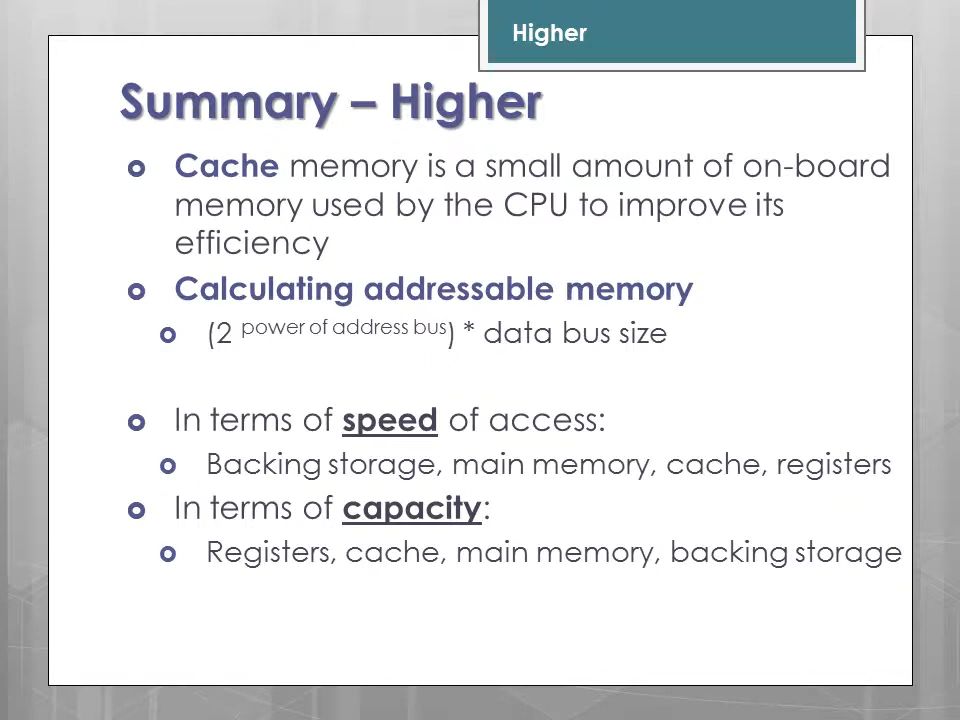 Higher
Summary – Higher
Cache memory is a small amount of on-board
memory used by the CPU to improve its
efficiency
Calculating addressable memory
(2 power of address bus) * data bus size
In terms of speed of access:
Backing storage, main memory, cache, registers
In terms of capacity:
Registers, cache, main memory, backing storage